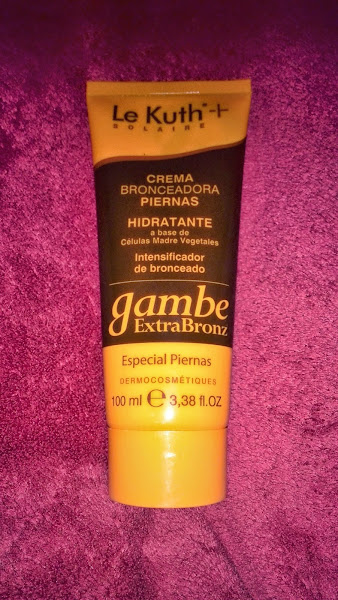 Le Kuth*+
SOLAIRE
CREMA
BRONCEADORA
PIERNAS
HIDRATANTE
a base de
Células Madre Vegetales
Intensificador
de bronceado
gambe
ExtraBronz
Especial Piernas
DERMOCOSMÉTIQUES
100 ml e 3,38 fl.OZ